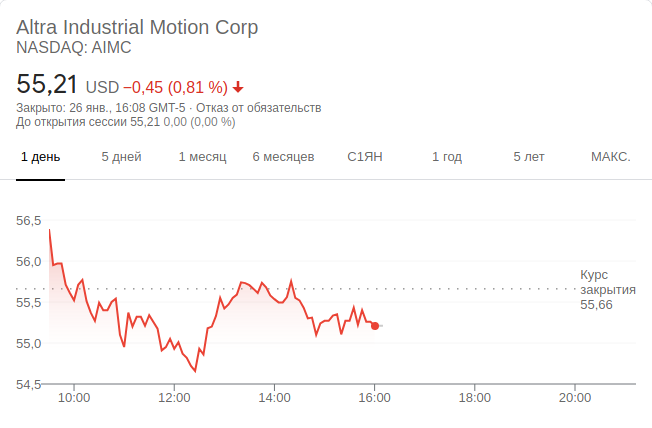 Altra Industrial Motion Corp
NASDAQ: AIMC
55,21 USD −0,45 (0,81 %)
Закрыто: 26 янв., 16:08 GMT-5 · Отказ от обязательств
До открытия сессии 55,21 0,00 (0,00 %)
1 день 5 дней 1 месяц 6 месяцев С1ЯН 1 год 5 лет МАКС.
56,5
56,0
Курс
закрытия
55,66
55,5
55,0
54,5
10:00 12:00 14:00 16:00 18:00 20:00